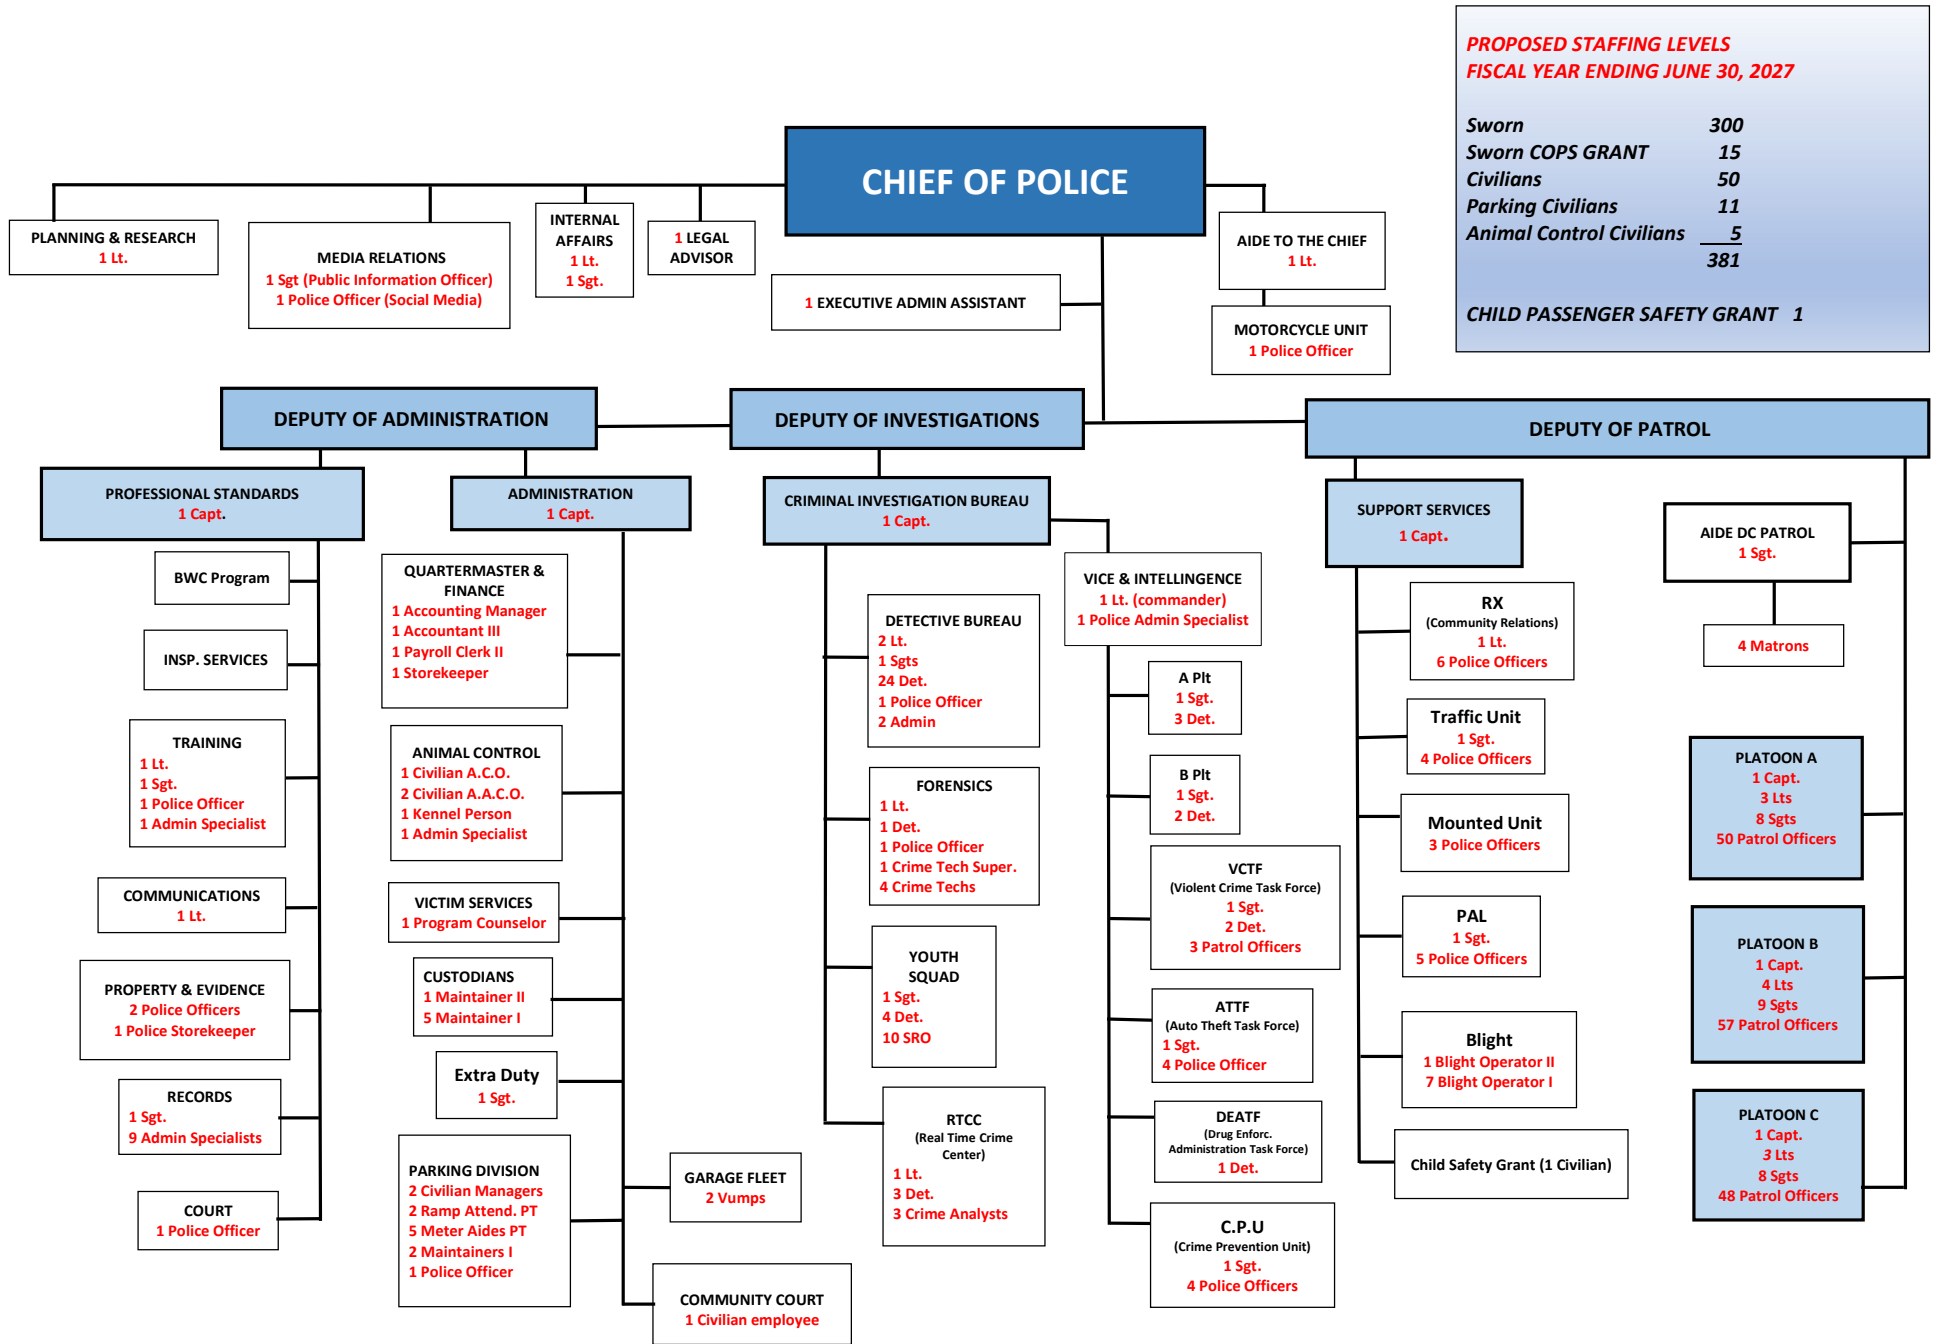 PROPOSED STAFFING LEVELS
FISCAL YEAR ENDING JUNE 30, 2027
Sworn 300
Sworn COPS GRANT 15
Civilians 50
Parking Civilians 11
Animal Control Civilians 5
381
CHILD PASSENGER SAFETY GRANT 1
CHIEF OF POLICE
PLANNING & RESEARCH
1 Lt.
MEDIA RELATIONS
1 Sgt (Public Information Officer)
1 Police Officer (Social Media)
INTERNAL
AFFAIRS
1 Lt.
1 Sgt.
1 LEGAL
ADVISOR
1 EXECUTIVE ADMIN ASSISTANT
AIDE TO THE CHIEF
1 Lt.
MOTORCYCLE UNIT
1 Police Officer
DEPUTY OF ADMINISTRATION
DEPUTY OF INVESTIGATIONS
DEPUTY OF PATROL
PROFESSIONAL STANDARDS
1 Capt.
BWC Program
INSP. SERVICES
TRAINING
1 Lt.
1 Sgt.
1 Police Officer
1 Admin Specialist
COMMUNICATIONS
1 Lt.
PROPERTY & EVIDENCE
2 Police Officers
1 Police Storekeeper
RECORDS
1 Sgt.
9 Admin Specialists
COURT
1 Police Officer
ADMINISTRATION
1 Capt.
QUARTERMASTER &
FINANCE
1 Accounting Manager
1 Accountant III
1 Payroll Clerk II
1 Storekeeper
ANIMAL CONTROL
1 Civilian A.C.O.
2 Civilian A.A.C.O.
1 Kennel Person
1 Admin Specialist
VICTIM SERVICES
1 Program Counselor
CUSTODIANS
1 Maintainer II
5 Maintainer I
Extra Duty
1 Sgt.
PARKING DIVISION
2 Civilian Managers
2 Ramp Attend. PT
5 Meter Aides PT
2 Maintainers I
1 Police Officer
GARAGE FLEET
2 Vumps
COMMUNITY COURT
1 Civilian employee
CRIMINAL INVESTIGATION BUREAU
1 Capt.
DETECTIVE BUREAU
2 Lt.
1 Sgts
24 Det.
1 Police Officer
2 Admin
FORENSICS
1 Lt.
1 Det.
1 Police Officer
1 Crime Tech Super.
4 Crime Techs
YOUTH
SQUAD
1 Sgt.
4 Det.
10 SRO
RTCC
(Real Time Crime
Center)
1 Lt.
3 Det.
3 Crime Analysts
VICE & INTELLINGENCE
1 Lt. (commander)
1 Police Admin Specialist
A Plt
1 Sgt.
3 Det.
B Plt
1 Sgt.
2 Det.
VCTF
(Violent Crime Task Force)
1 Sgt.
2 Det.
3 Patrol Officers
ATTF
(Auto Theft Task Force)
1 Sgt.
4 Police Officer
DEATF
(Drug Enforc.
Administration Task Force)
1 Det.
C.P.U
(Crime Prevention Unit)
1 Sgt.
4 Police Officers
SUPPORT SERVICES
1 Capt.
RX
(Community Relations)
1 Lt.
6 Police Officers
Traffic Unit
1 Sgt.
4 Police Officers
Mounted Unit
3 Police Officers
PAL
1 Sgt.
5 Police Officers
Blight
1 Blight Operator II
7 Blight Operator I
Child Safety Grant (1 Civilian)
AIDE DC PATROL
1 Sgt.
4 Matrons
PLATOON A
1 Capt.
3 Lts
8 Sgts
50 Patrol Officers
PLATOON B
1 Capt.
4 Lts
9 Sgts
57 Patrol Officers
PLATOON C
1 Capt.
3 Lts
8 Sgts
48 Patrol Officers